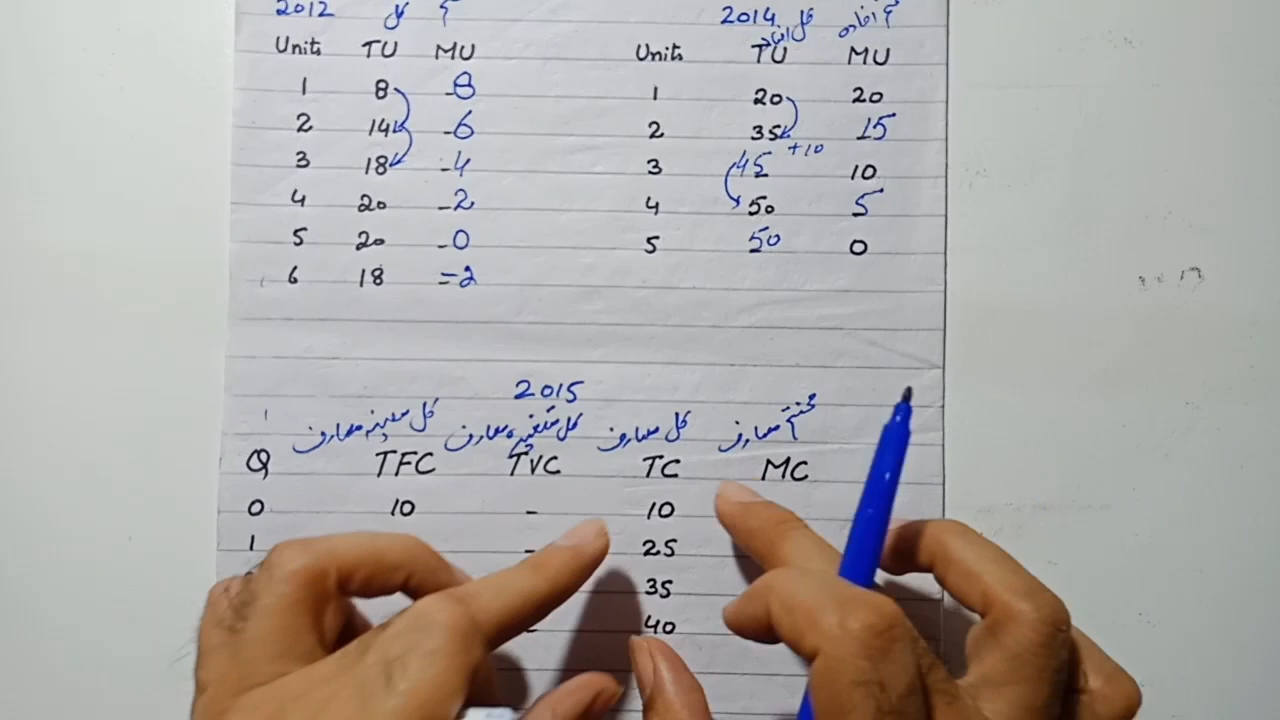 2012 کل
Units TU MU
1 8 -8
2 14 -6
3 18 -4
4 20 -2
5 20 -0
6 18 =2
2014 کل افادہ
Units TU MU
1 20 20
2 35 15
+10
3 45 10
4 50 5
5 50 0
2015
کل معینہ مصارف کل متغیرہ مصارف کل مصارف مختتم مصارف
Q TFC TVC TC MC
0 10 - 10
1 - 25
35
- 40